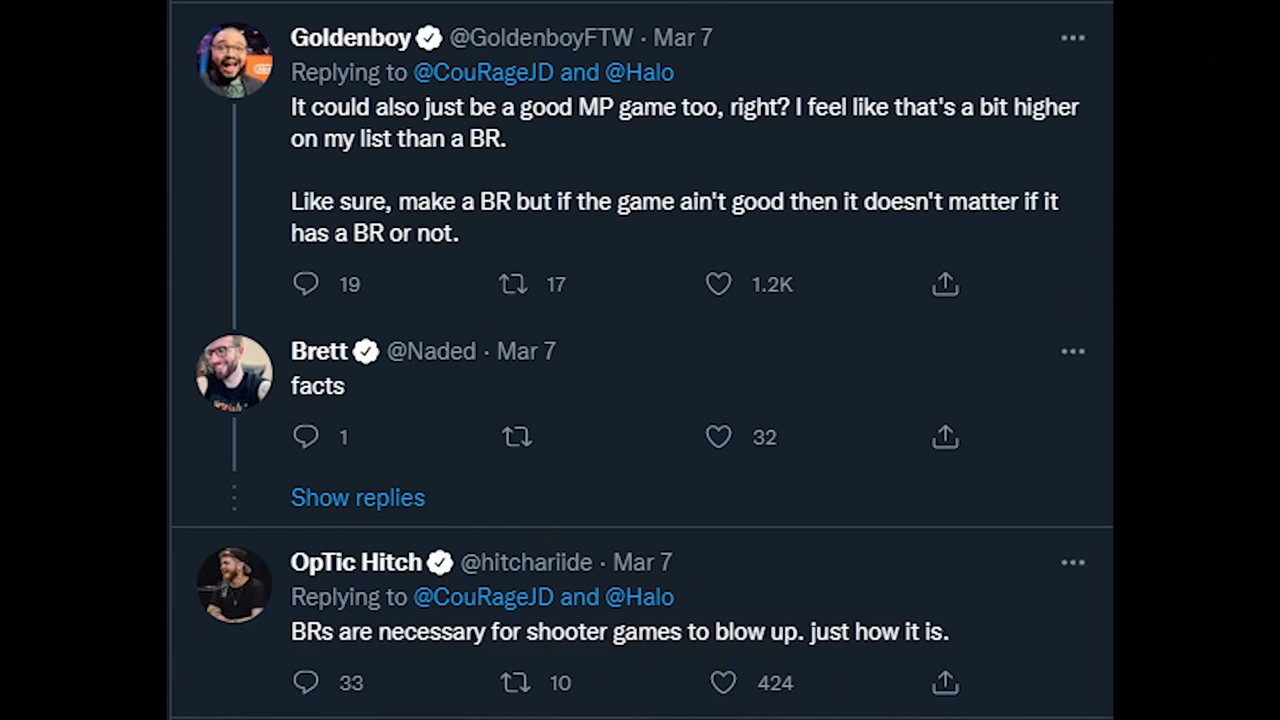 Goldenboy @GoldenboyFTW · Mar 7
Replying to @CouRageJD and @Halo
It could also just be a good MP game too, right? I feel like that's a bit higher
on my list than a BR.
Like sure, make a BR but if the game ain't good then it doesn't matter if it
has a BR or not.
19 17 1.2K
Brett @Naded · Mar 7
facts
1 32
Show replies
OpTic Hitch @hitchariide · Mar 7
Replying to @CouRageJD and @Halo
BRs are necessary for shooter games to blow up. just how it is.
33 10 424